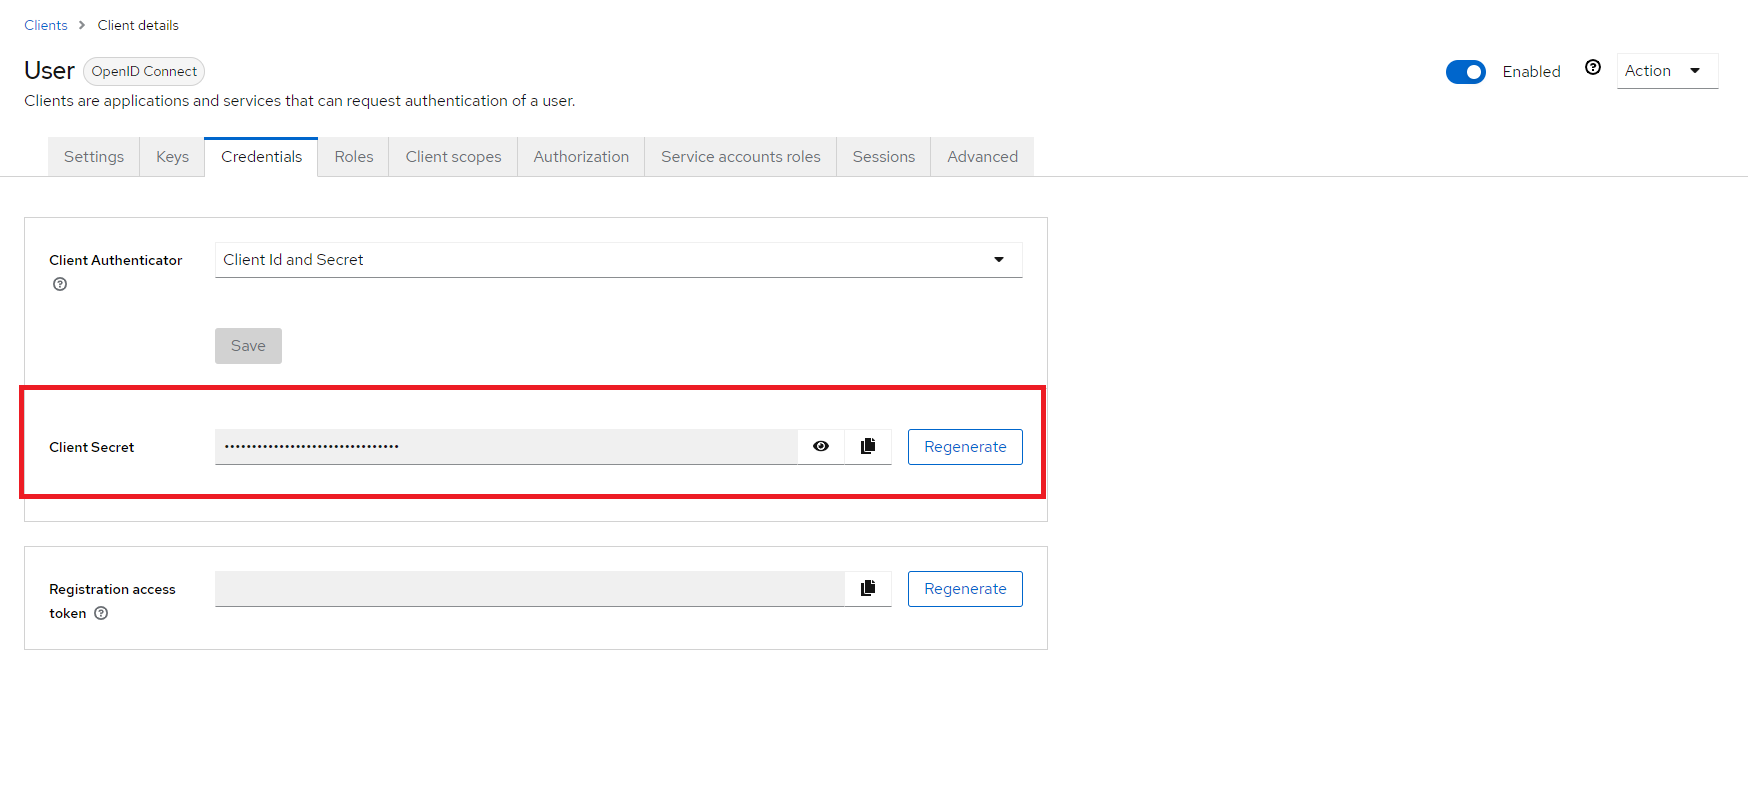 Clients > Client details
User OpenID Connect Enabled Action
Clients are applications and services that can request authentication of a user.
Settings Keys Credentials Roles Client scopes Authorization Service accounts roles Sessions Advanced
Client Authenticator Client Id and Secret
Save
Client Secret •••••••••••••••••••••••••••••••• Regenerate
Registration access Regenerate
token